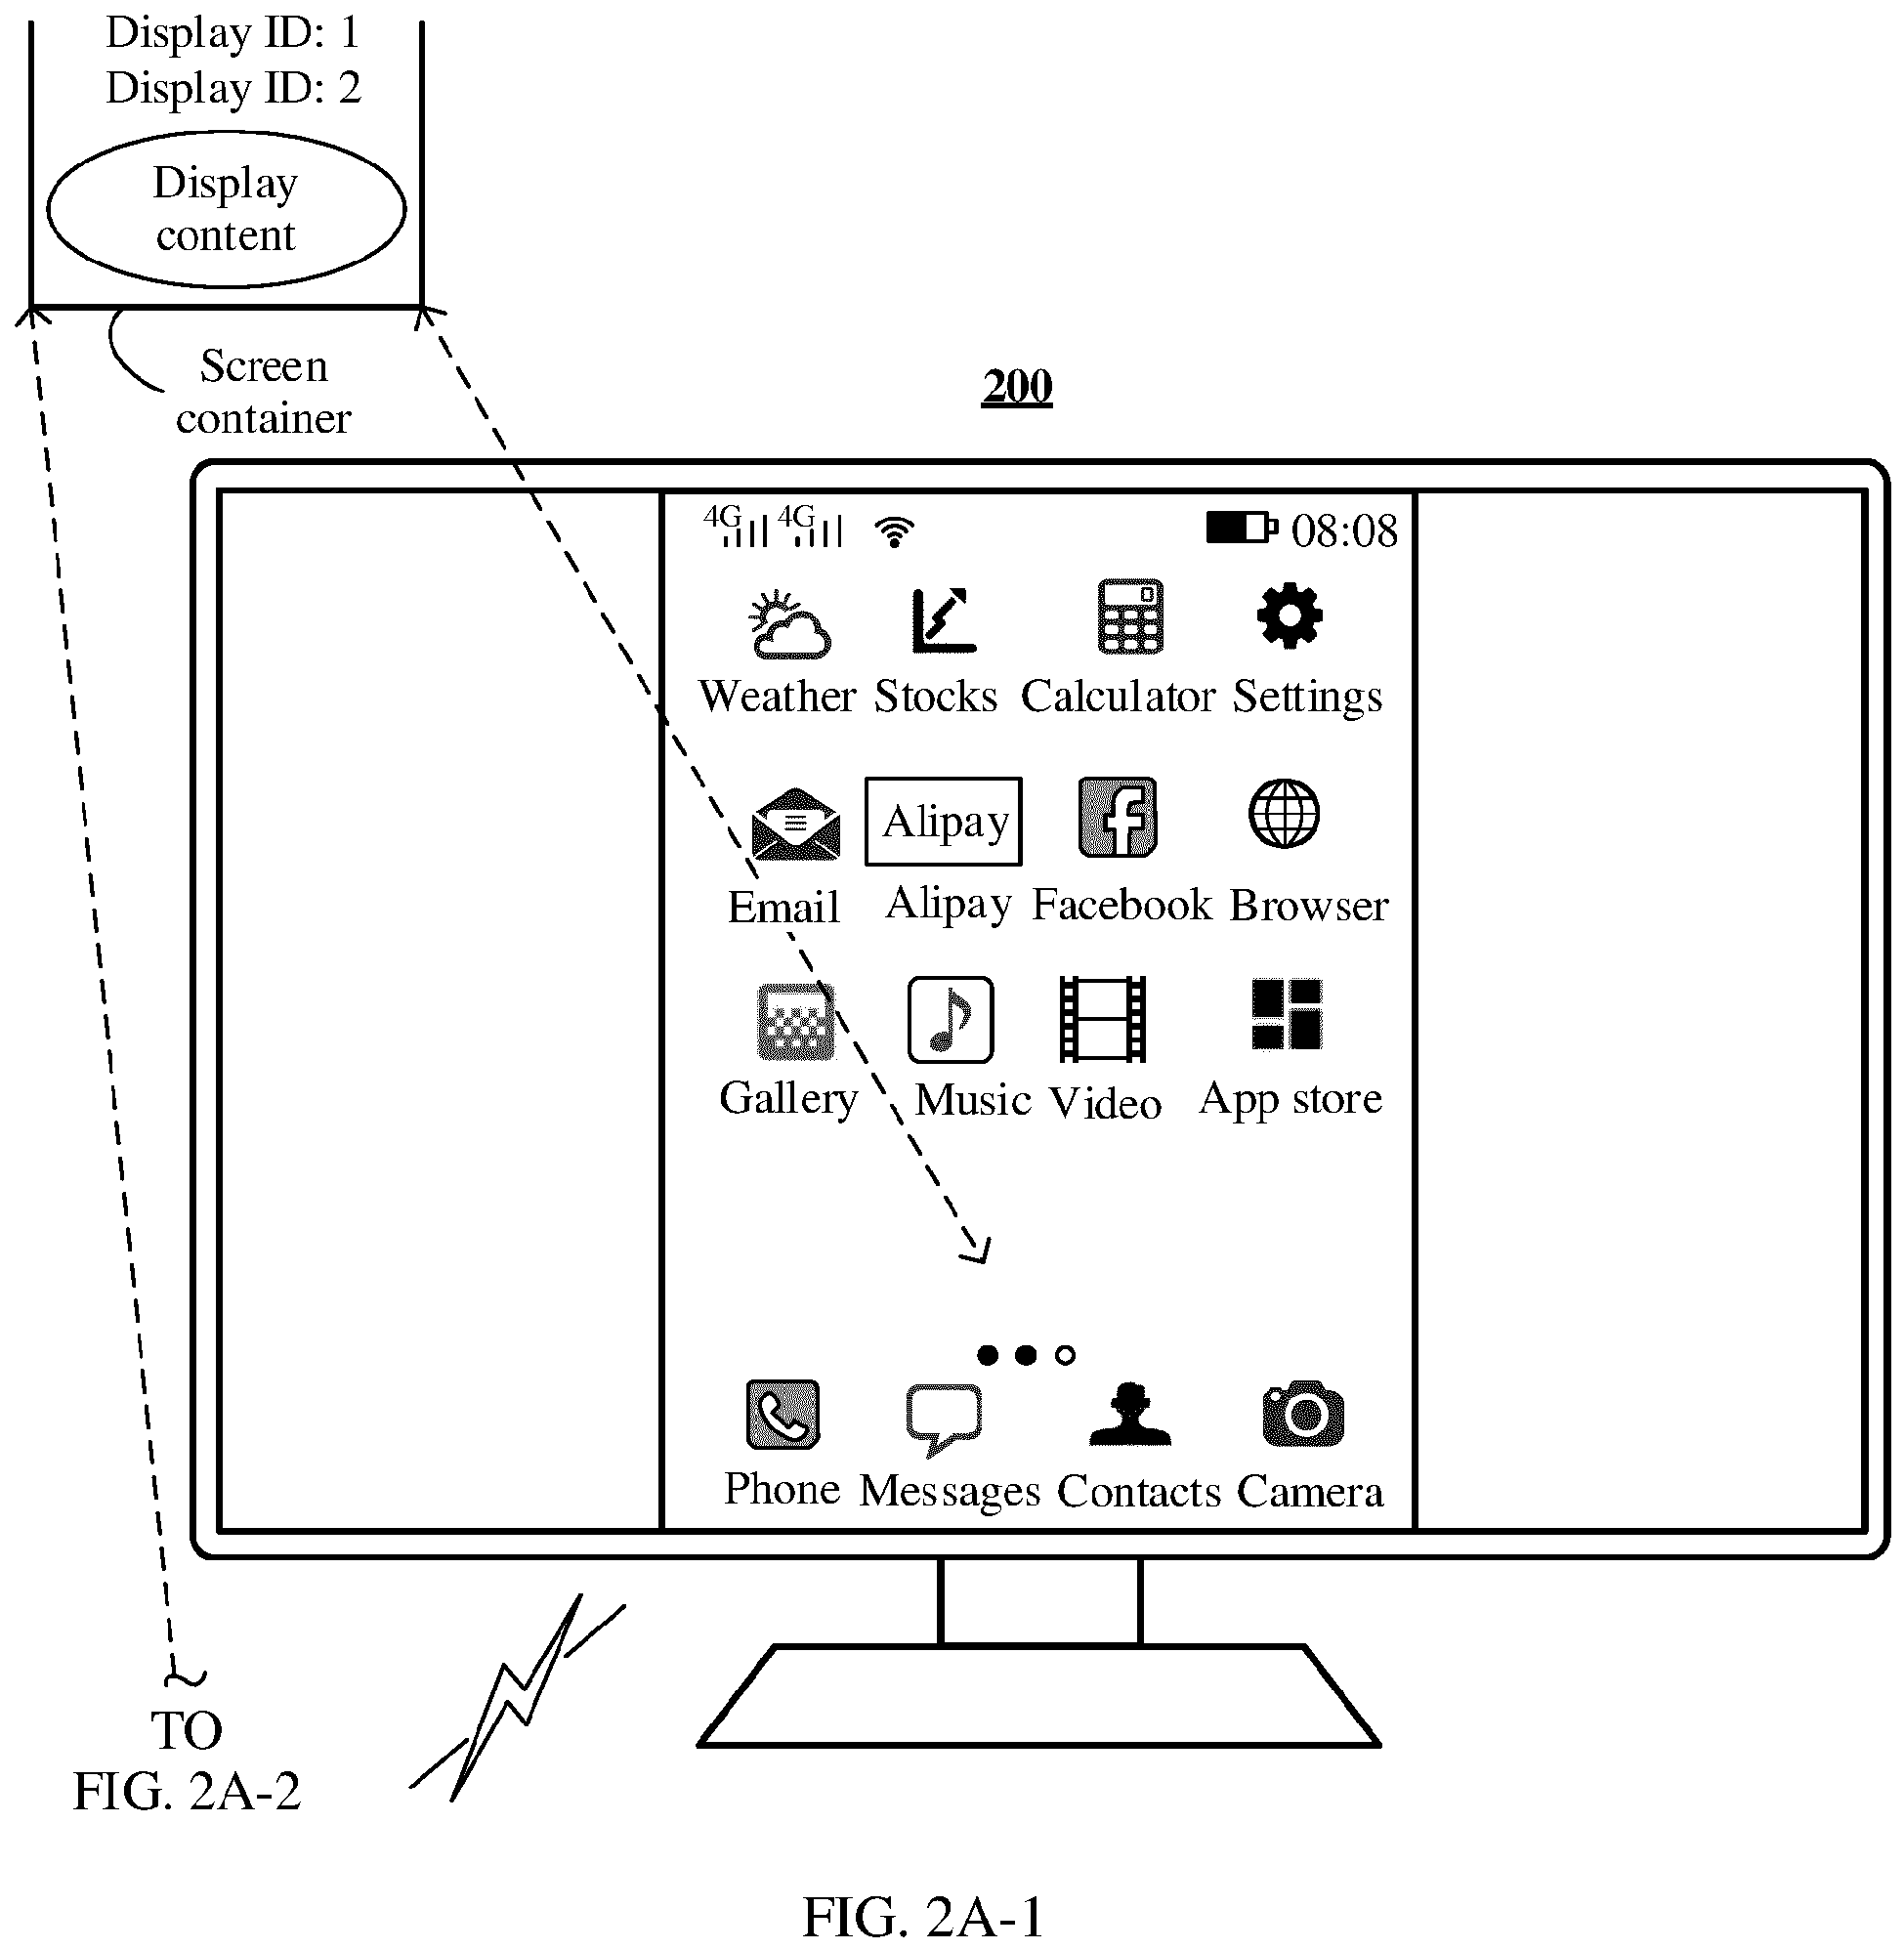 Display ID: 1
Display ID: 2
Display
content
Screen
container
200
4G 4G 08:08
0
Weather Stocks Calculator Settings
Alipay
f
Email Alipay Facebook Browser
Gallery Music Video App store
Phone Messages Contacts Camera
TO
FIG. 2A-2
FIG. 2A-1